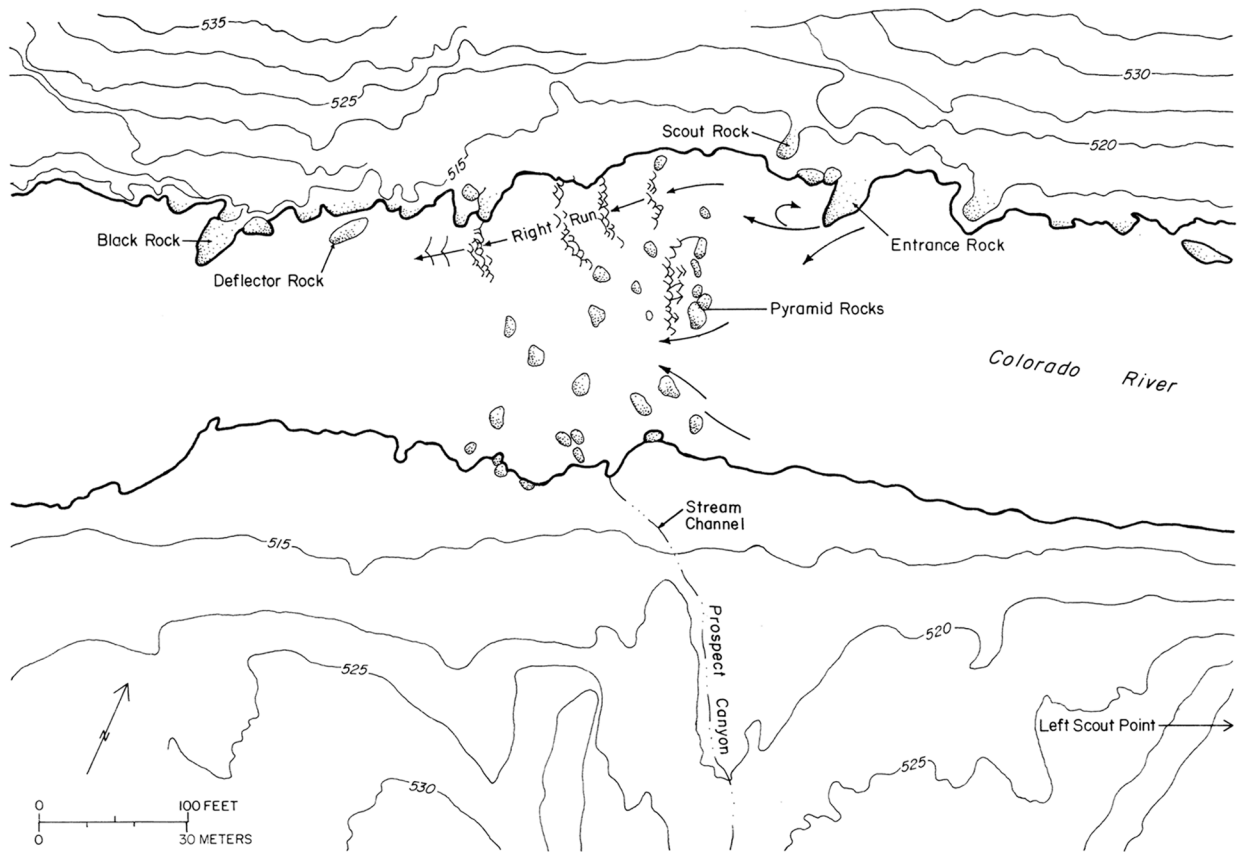 535
530
525
Scout Rock
520
515
Right Run
Black Rock
Entrance Rock
Deflector Rock
Pyramid Rocks
Colorado River
Stream
Channel
515
Prospect Canyon
520
525
N
Left Scout Point
525
530
0 100 FEET
0 30 METERS